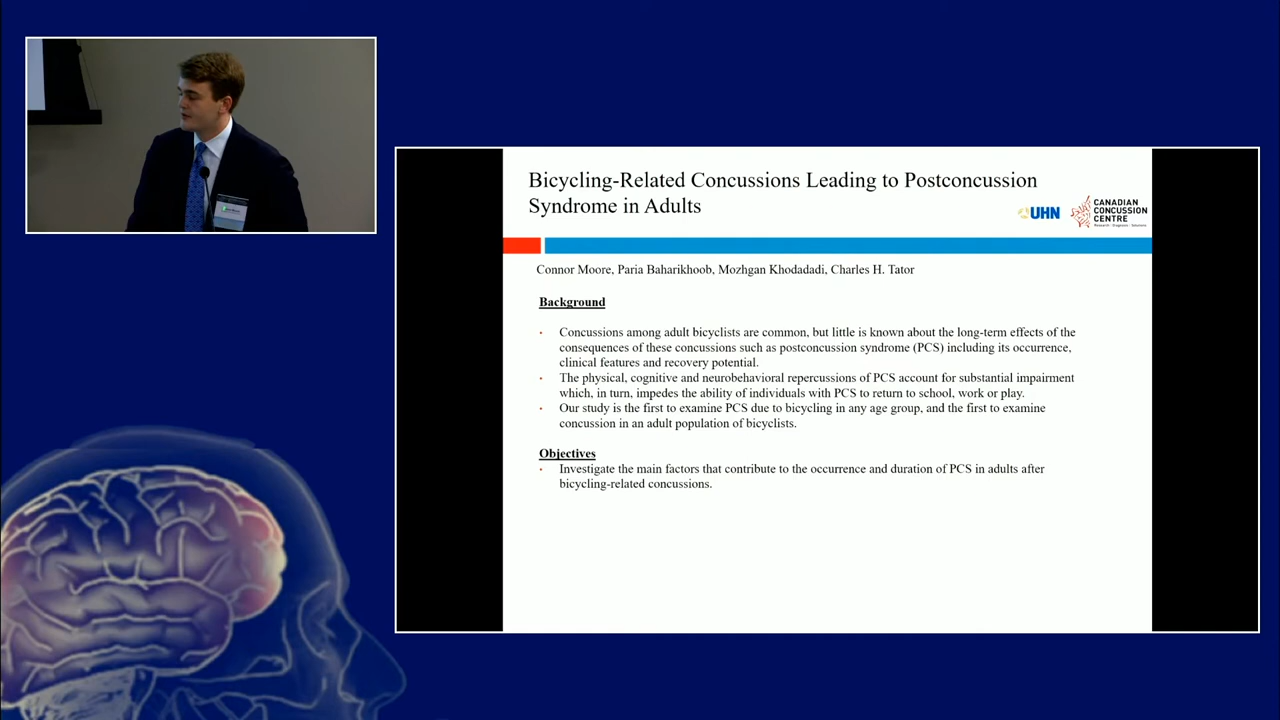 Bicycling-Related Concussions Leading to Postconcussion
Syndrome in Adults
UHN
CANADIAN
CONCUSSION
CENTRE
Research · Diagnosis · Solutions
Connor Moore, Paria Baharikhoob, Mozhgan Khodadadi, Charles H. Tator
Background
• Concussions among adult bicyclists are common, but little is known about the long-term effects of the
consequences of these concussions such as postconcussion syndrome (PCS) including its occurrence,
clinical features and recovery potential.
• The physical, cognitive and neurobehavioral repercussions of PCS account for substantial impairment
which, in turn, impedes the ability of individuals with PCS to return to school, work or play.
• Our study is the first to examine PCS due to bicycling in any age group, and the first to examine
concussion in an adult population of bicyclists.
Objectives
• Investigate the main factors that contribute to the occurrence and duration of PCS in adults after
bicycling-related concussions.